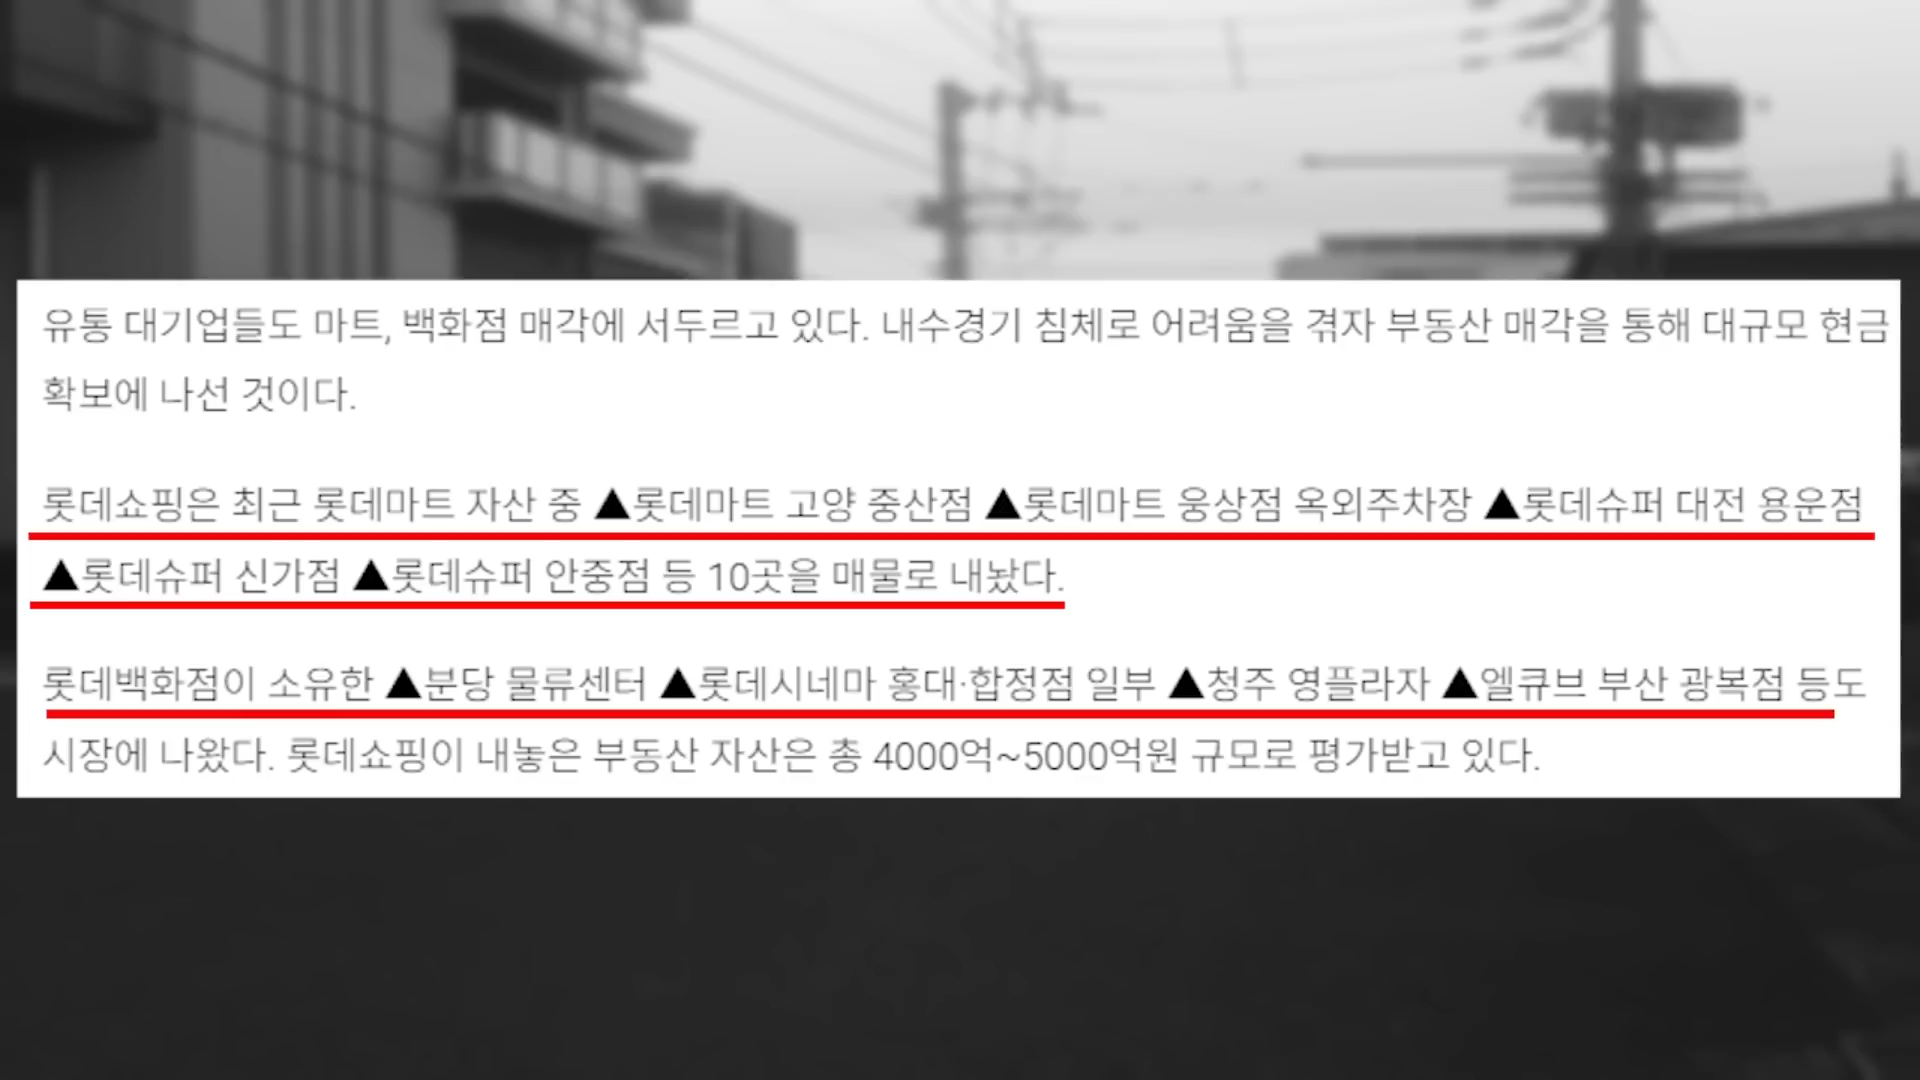 유통 대기업들도 마트, 백화점 매각에 서두르고 있다. 내수경기 침체로 어려움을 겪자 부동산 매각을 통해 대규모 현금
확보에 나선 것이다.
롯데쇼핑은 최근 롯데마트 자산 중 ▲롯데마트 고양 중산점 ▲롯데마트 웅상점 옥외주차장 ▲롯데슈퍼 대전 용운점
▲롯데슈퍼 신가점 ▲롯데슈퍼 안중점 등 10곳을 매물로 내놨다.
롯데백화점이 소유한 ▲분당 물류센터 ▲롯데시네마 홍대·합정점 일부 ▲청주 영플라자 ▲엘큐브 부산 광복점 등도
시장에 나왔다. 롯데쇼핑이 내놓은 부동산 자산은 총 4000억~5000억원 규모로 평가받고 있다.